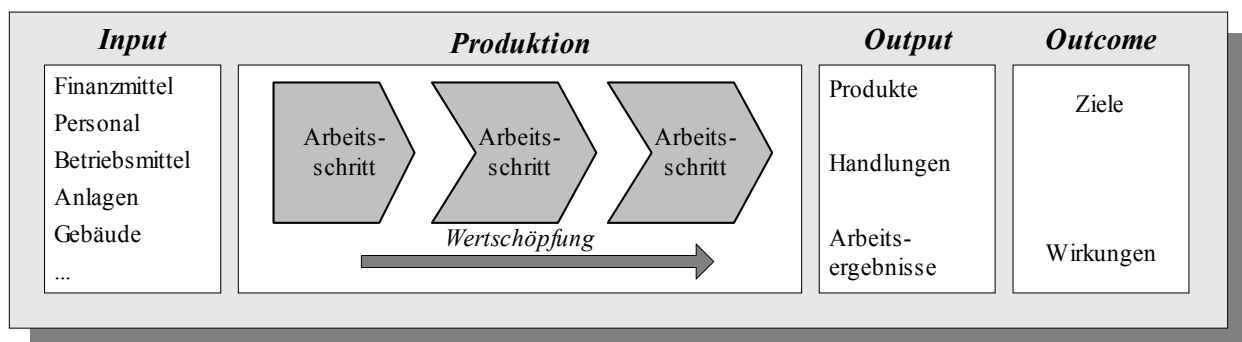 Input
Produktion
Output
Outcome
Finanzmittel
Personal
Betriebsmittel
Anlagen
Gebäude
...
Arbeits-
schritt
Arbeits-
schritt
Arbeits-
schritt
Wertschöpfung
Produkte
Handlungen
Arbeits-
ergebnisse
Ziele
Wirkungen